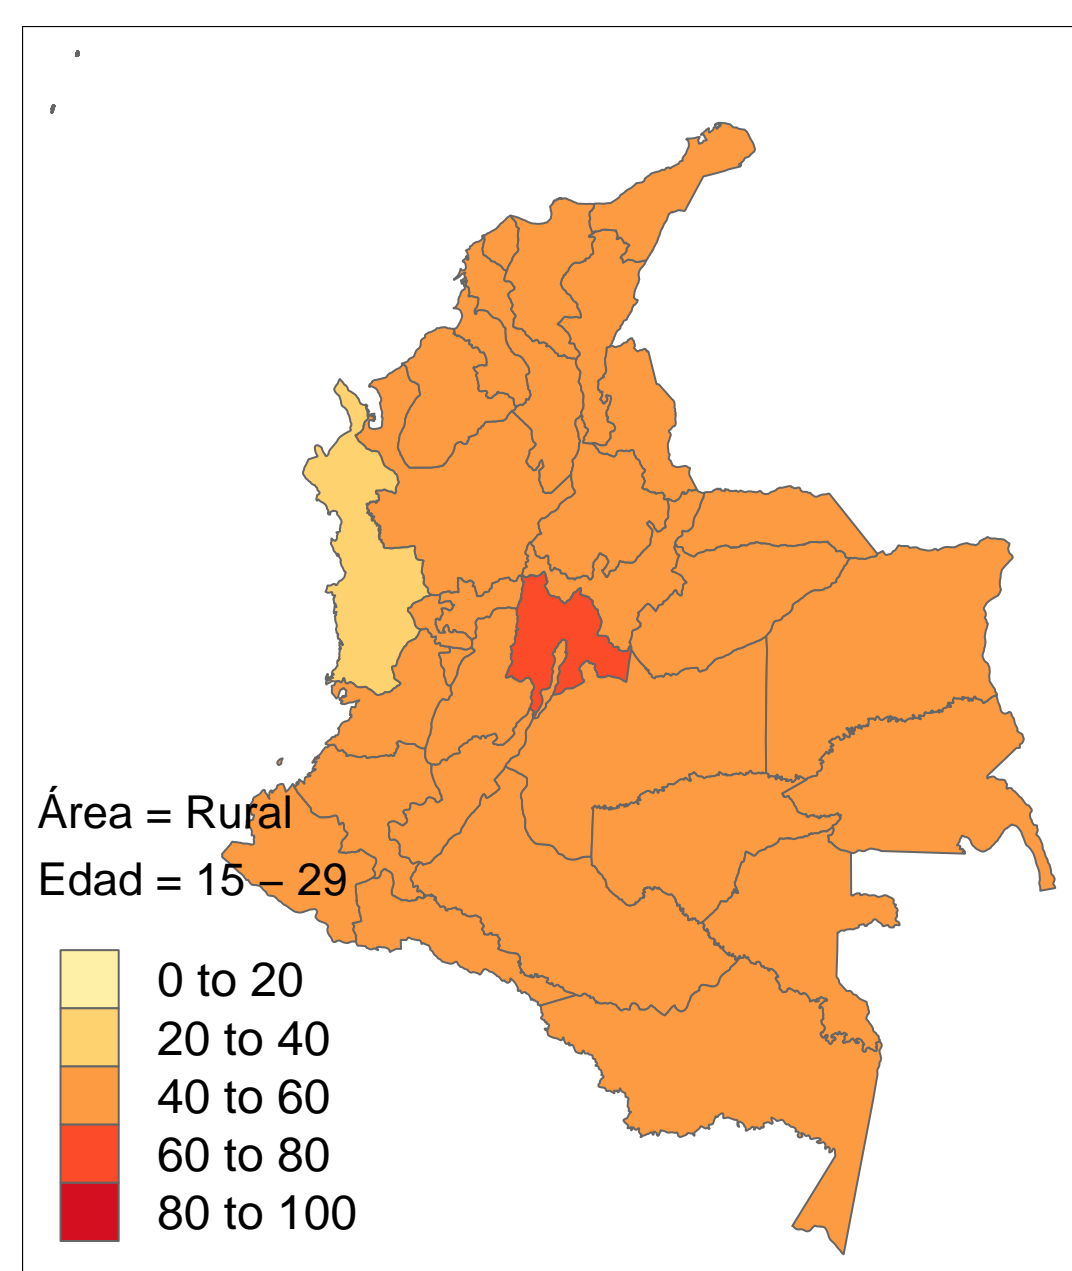 Área = Rural
Edad = 15 – 29
0 to 20
20 to 40
40 to 60
60 to 80
80 to 100